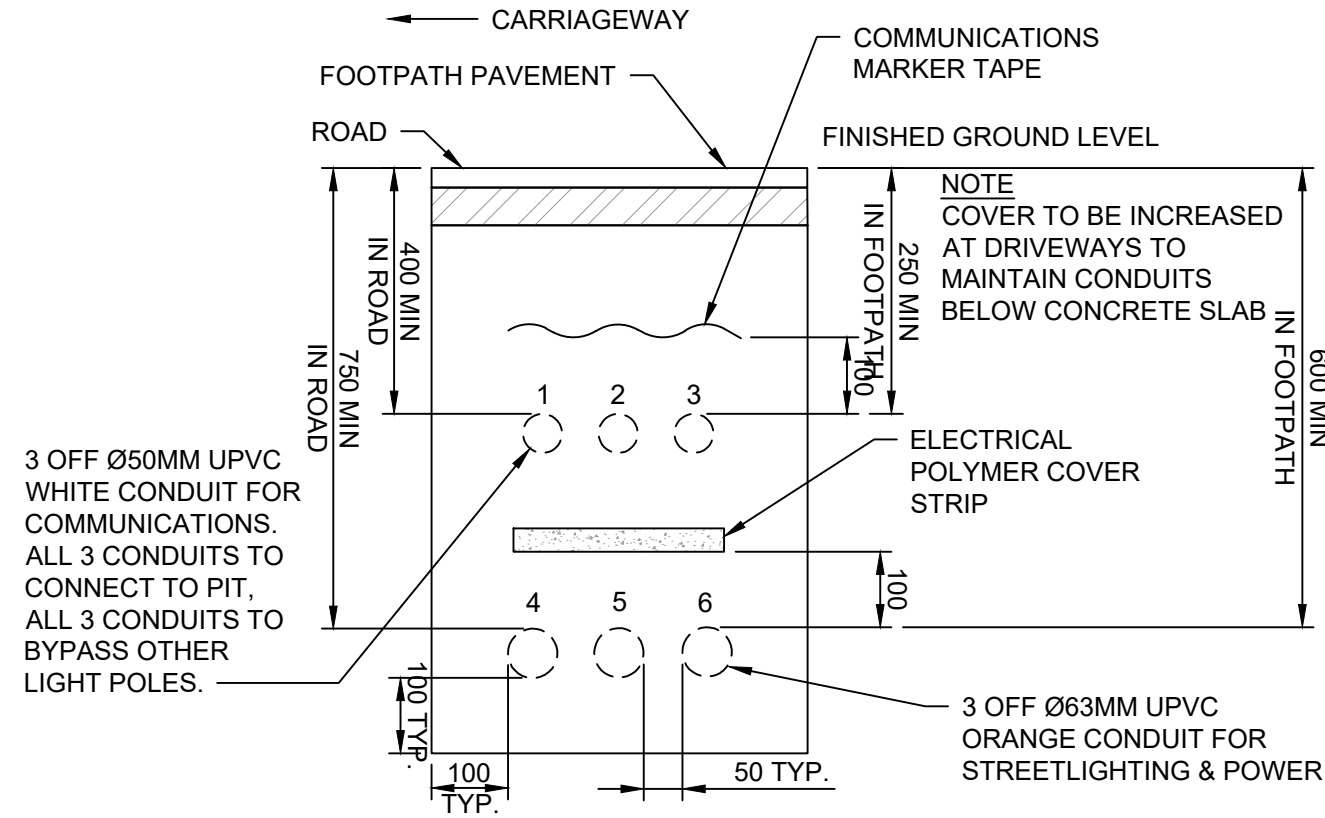 CARRIAGEWAY
COMMUNICATIONS
MARKER TAPE
FOOTPATH PAVEMENT
ROAD
FINISHED GROUND LEVEL
NOTE
COVER TO BE INCREASED
AT DRIVEWAYS TO
MAINTAIN CONDUITS
BELOW CONCRETE SLAB
400 MIN
IN ROAD
750 MIN
IN ROAD
250 MIN
IN FOOTPATH
600 MIN
IN FOOTPATH
100
1 2 3
3 OFF Ø50MM UPVC
WHITE CONDUIT FOR
COMMUNICATIONS.
ALL 3 CONDUITS TO
CONNECT TO PIT,
ALL 3 CONDUITS TO
BYPASS OTHER
LIGHT POLES.
ELECTRICAL
POLYMER COVER
STRIP
100
4 5 6
100 TYP.
100
TYP.
50 TYP.
3 OFF Ø63MM UPVC
ORANGE CONDUIT FOR
STREETLIGHTING & POWER